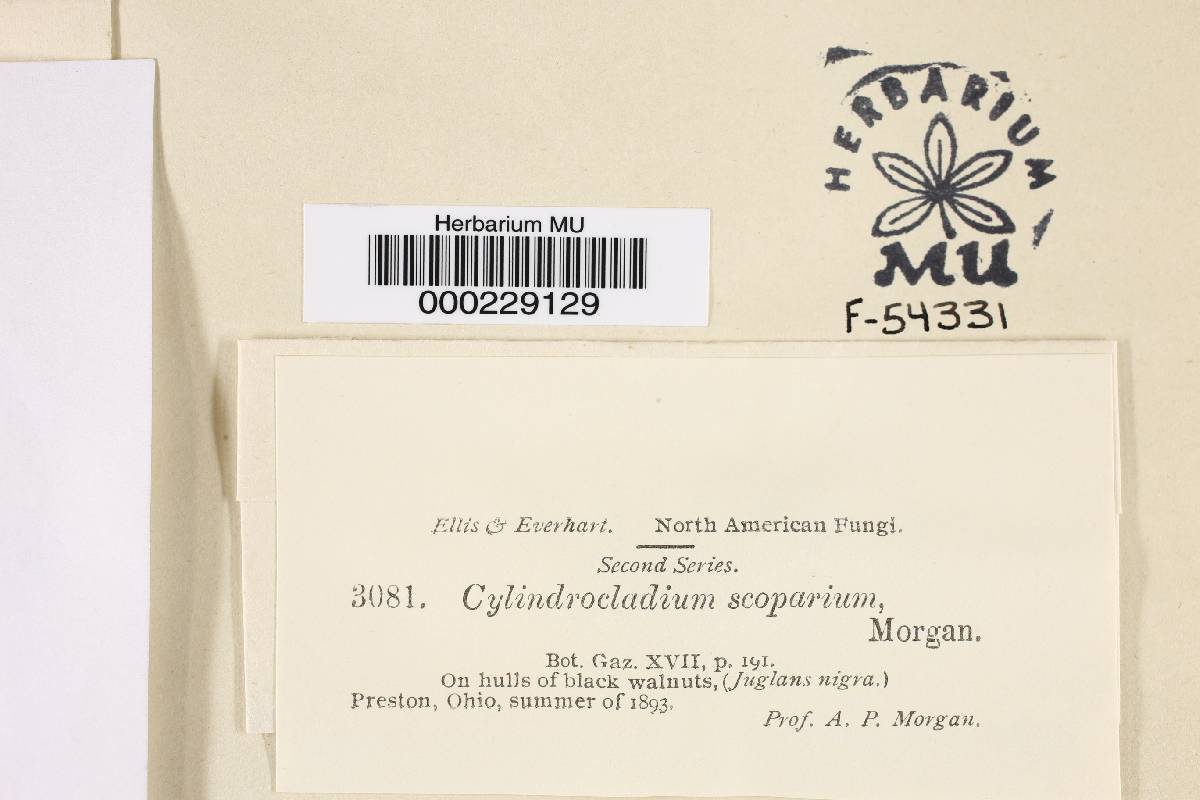 HERBARIUM
MU
F-54331
Herbarium MU
000229129
Ellis & Everhart. North American Fungi.
Second Series.
3081. Cylindrocladium scoparium,
Morgan.
Bot. Gaz. XVII, p. 191.
On hulls of black walnuts, (Juglans nigra.)
Preston, Ohio, summer of 1893.
Prof. A. P. Morgan.